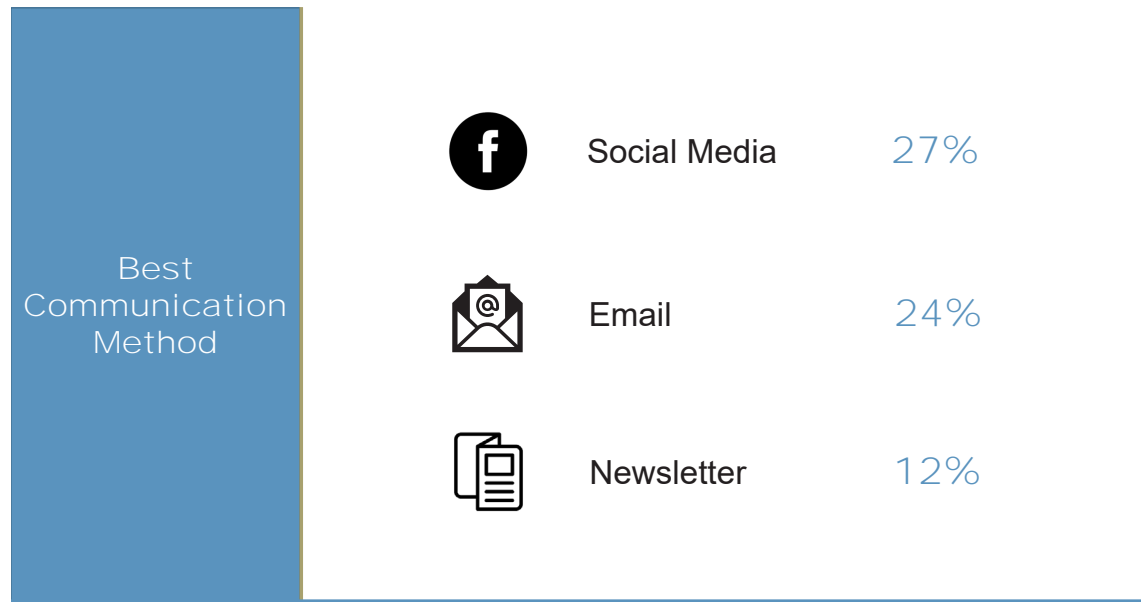 Best
Communication
Method
f
Social Media 27%
@
Email 24%
Newsletter 12%